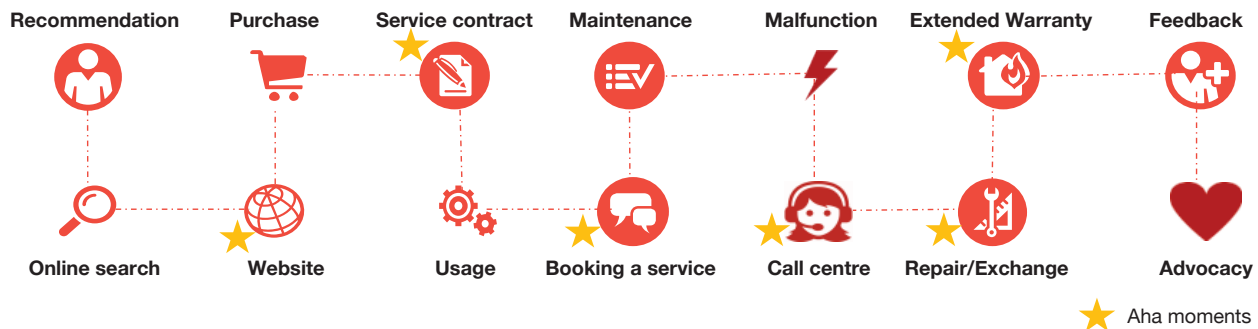 Recommendation
Purchase
Service contract
Maintenance
Malfunction
Extended Warranty
Feedback
Online search
Website
Usage
Booking a service
Call centre
Repair/Exchange
Advocacy
Aha moments